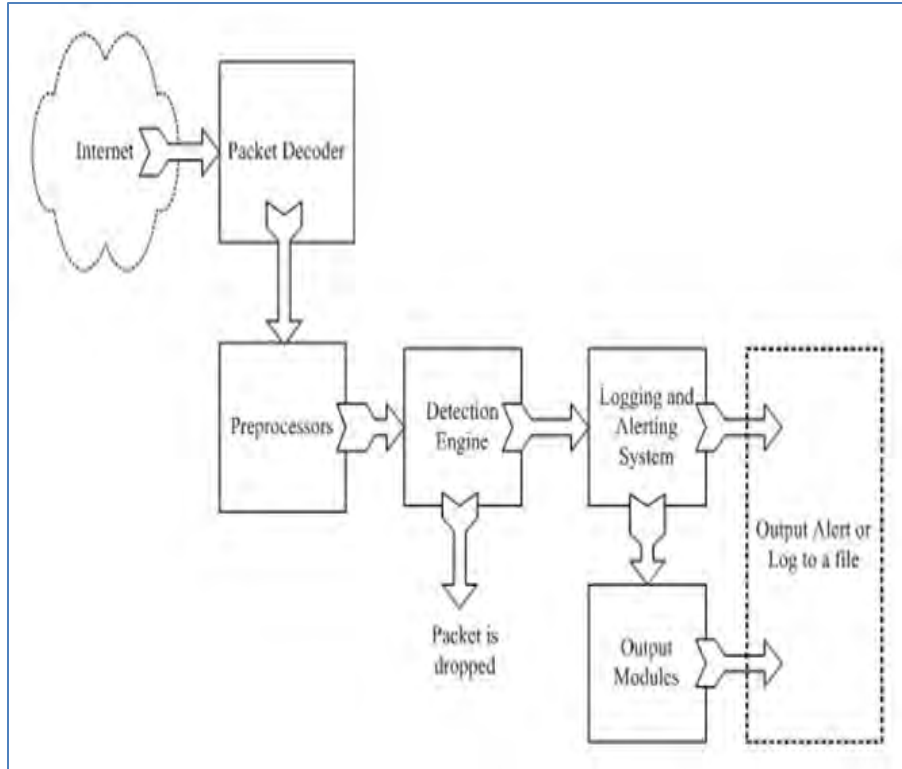 Internet
Packet Decoder
Preprocessors
Detection
Engine
Logging and
Alerting
System
Output Alert or
Log to a file
Packet is
dropped
Output
Modules